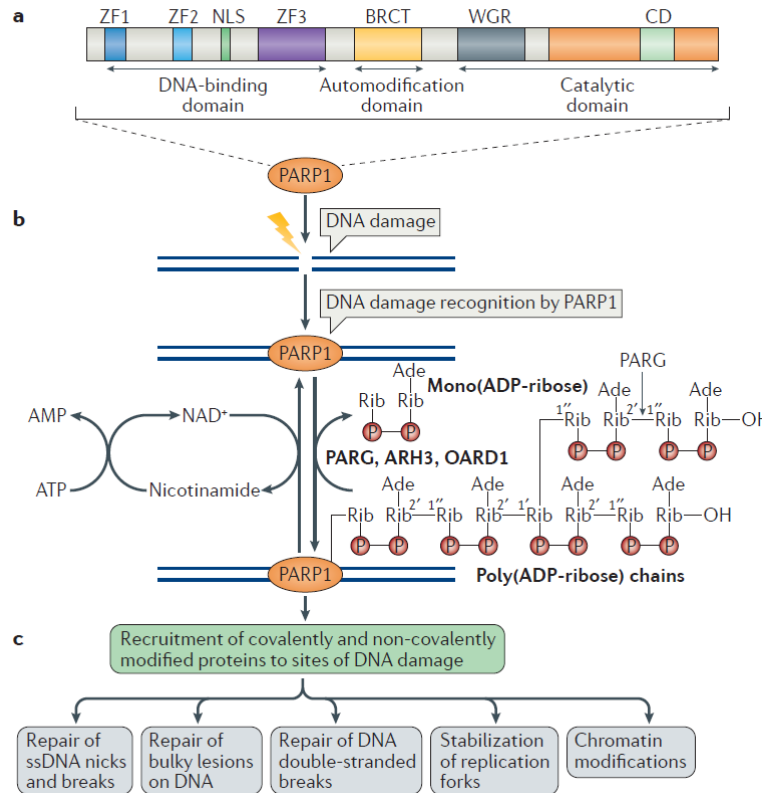 a
ZF1 ZF2 NLS ZF3 BRCT WGR CD
DNA-binding domain
Automodification domain
Catalytic domain
PARP1
b
DNA damage
DNA damage recognition by PARP1
PARP1
AMP
NAD⁺
ATP
Nicotinamide
Ade
Rib Rib
P P
Mono(ADP-ribose)
PARG, ARH3, OARD1
PARG
Ade Ade
1″ Rib Rib 2′ 1″ Rib Rib OH
P P P P
Ade Ade Ade Ade
Rib Rib 2′ 1″ Rib Rib 2′ 1′ Rib Rib 2′ 1″ Rib Rib OH
P P P P P P P P
PARP1
Poly(ADP-ribose) chains
c
Recruitment of covalently and non-covalently
modified proteins to sites of DNA damage
Repair of
ssDNA nicks
and breaks
Repair of
bulky lesions
on DNA
Repair of DNA
double-stranded
breaks
Stabilization
of replication
forks
Chromatin
modifications